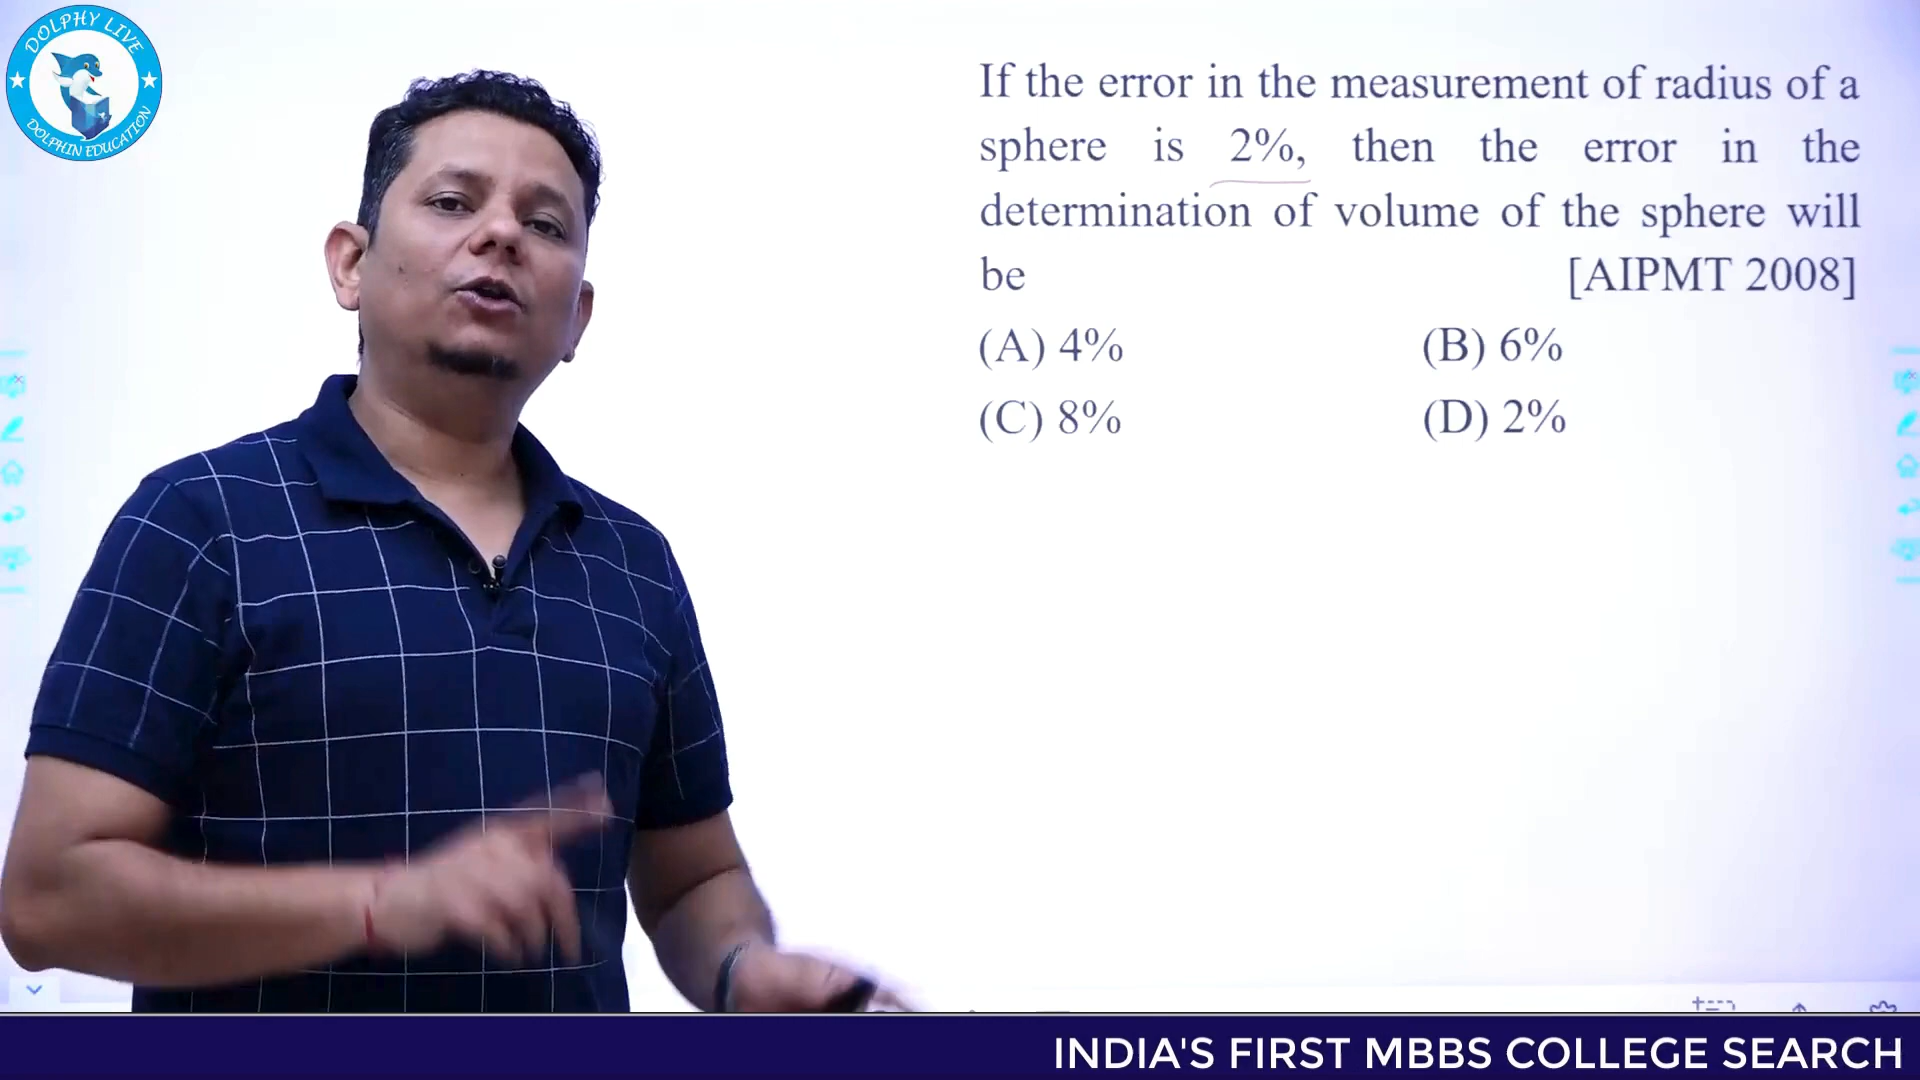 DOLPHY LIVE
DOLPHIN EDUCATION
If the error in the measurement of radius of a
sphere is 2%, then the error in the
determination of volume of the sphere will
be [AIPMT 2008]
(A) 4% (B) 6%
(C) 8% (D) 2%
INDIA'S FIRST MBBS COLLEGE SEARCH